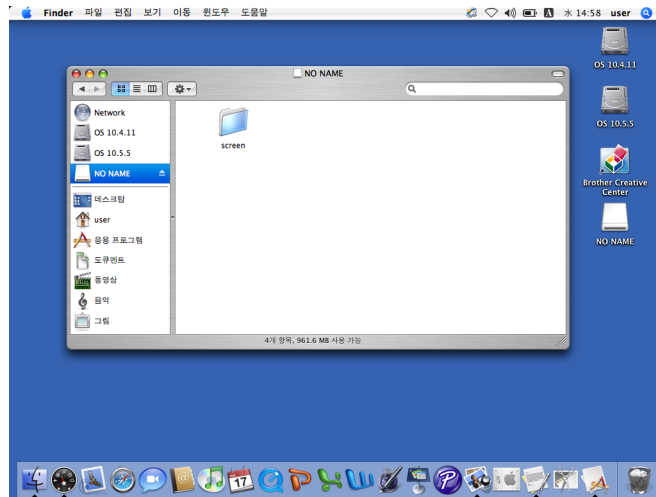 Finder 파일 편집 보기 이동 윈도우 도움말 A 水 14:58 user
OS 10.4.11
NO NAME
Network
OS 10.4.11
OS 10.5.5
screen
OS 10.5.5
NO NAME
Brother Creative
Center
데스크탑
user
응용 프로그램
NO NAME
도큐멘트
동영상
음악
그림
4개 항목, 961.6 MB 사용 가능
17